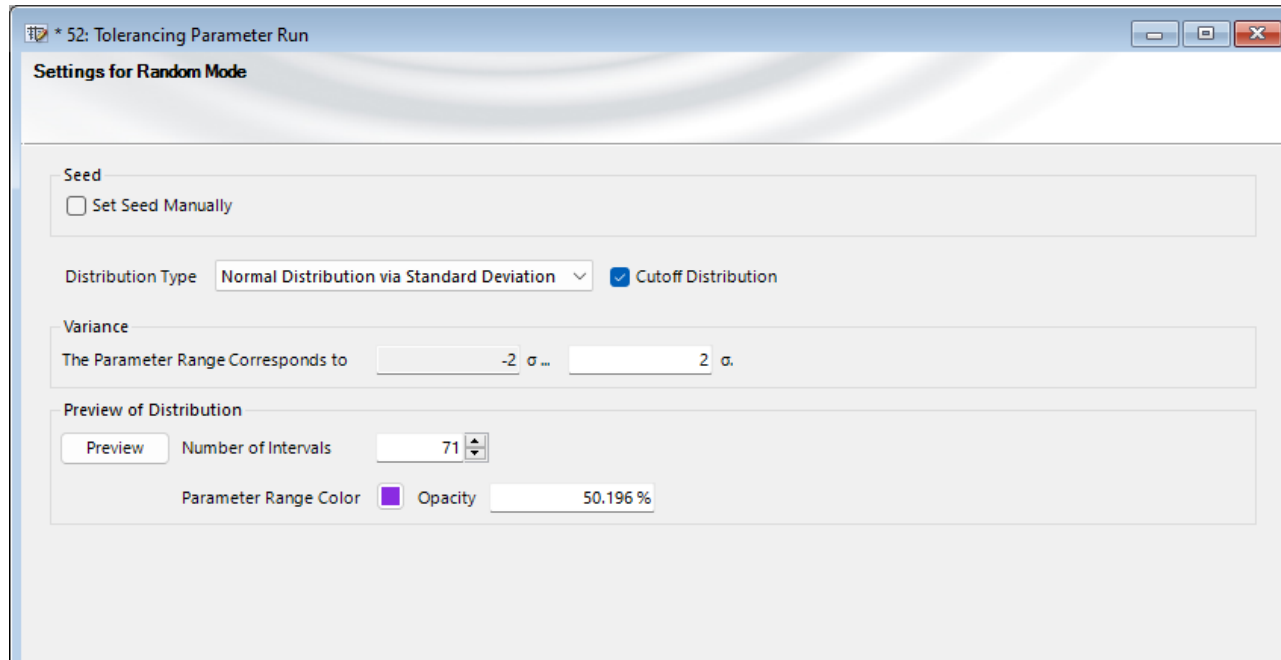 * 52: Tolerancing Parameter Run
Settings for Random Mode
Seed
Set Seed Manually
Distribution Type Normal Distribution via Standard Deviation Cutoff Distribution
Variance
The Parameter Range Corresponds to -2 σ ... 2 σ.
Preview of Distribution
Preview Number of Intervals 71
Parameter Range Color Opacity 50.196 %